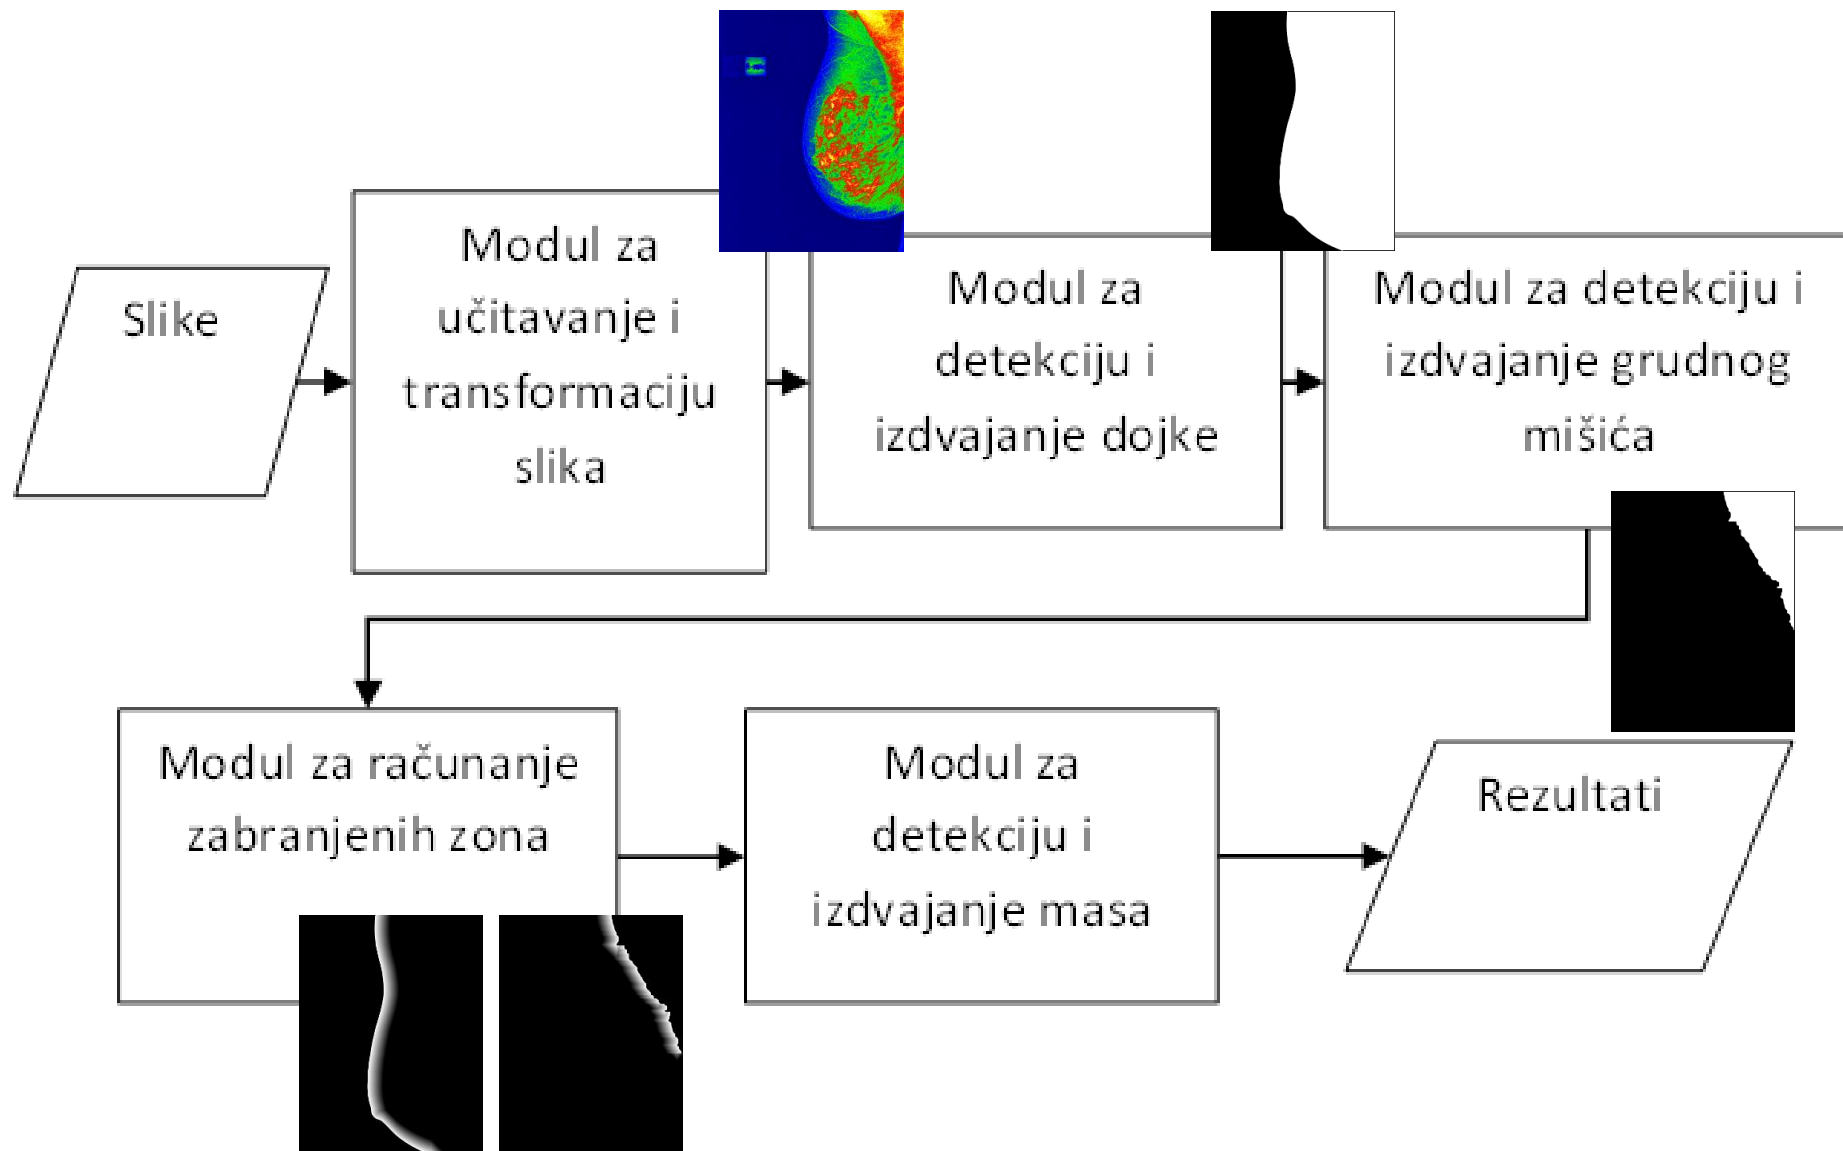 Slike
Modul za
učitavanje i
transformaciju
slika
Modul za
detekciju i
izdvajanje dojke
Modul za detekciju i
izdvajanje grudnog
mišića
Modul za računanje
zabranjenih zona
Modul za
detekciju i
izdvajanje masa
Rezultati